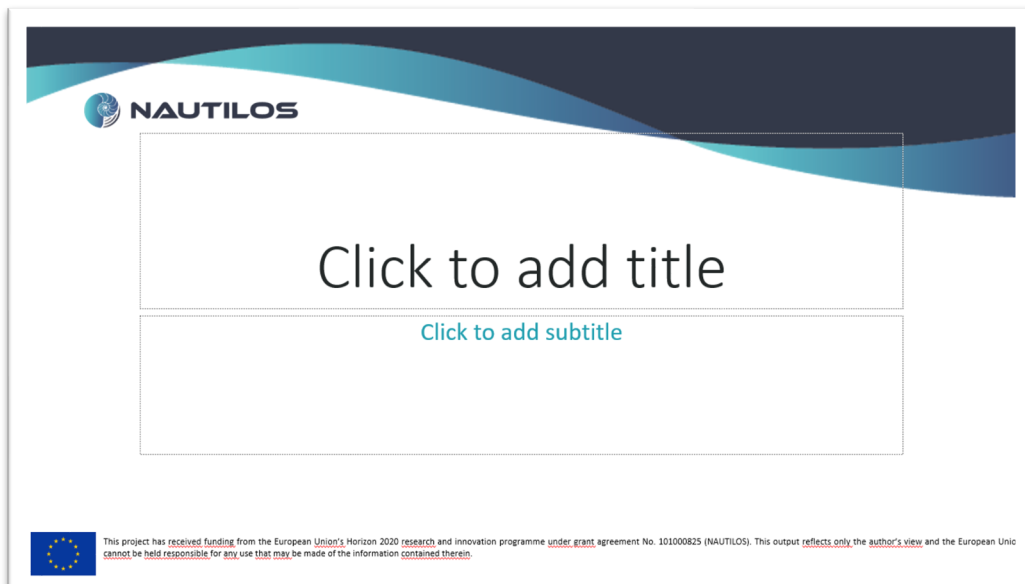 NAUTILOS
Click to add title
Click to add subtitle
This project has received funding from the European Union's Horizon 2020 research and innovation programme under grant agreement No. 101000825 (NAUTILOS). This output reflects only the author's view and the European Unic
cannot be held responsible for any use that may be made of the information contained therein.